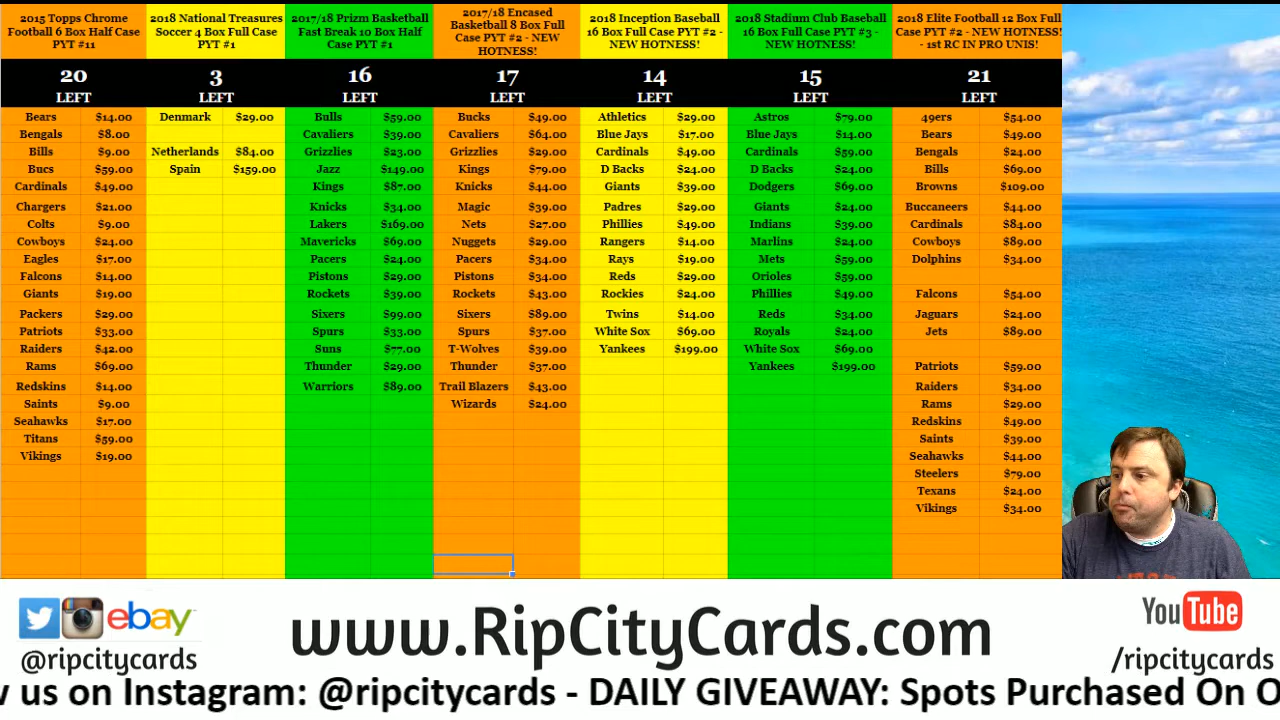 2015 Topps Chrome
Football 6 Box Half Case
PYT #11
20
LEFT
Bears $14.00
Bengals $8.00
Bills $9.00
Bucs $59.00
Cardinals $49.00
Chargers $21.00
Colts $9.00
Cowboys $24.00
Eagles $17.00
Falcons $14.00
Giants $19.00
Packers $29.00
Patriots $33.00
Raiders $42.00
Rams $69.00
Redskins $14.00
Saints $9.00
Seahawks $17.00
Titans $59.00
Vikings $19.00
2018 National Treasures
Soccer 4 Box Full Case
PYT #1
3
LEFT
Denmark $29.00
Netherlands $84.00
Spain $159.00
2017/18 Prizm Basketball
Fast Break 10 Box Half
Case PYT #1
16
LEFT
Bulls $59.00
Cavaliers $39.00
Grizzlies $23.00
Jazz $149.00
Kings $87.00
Knicks $34.00
Lakers $169.00
Mavericks $69.00
Pacers $24.00
Pistons $29.00
Rockets $39.00
Sixers $99.00
Spurs $33.00
Suns $77.00
Thunder $29.00
Warriors $89.00
2017/18 Encased
Basketball 8 Box Full
Case PYT #2 - NEW
HOTNESS!
17
LEFT
Bucks $49.00
Cavaliers $64.00
Grizzlies $29.00
Kings $79.00
Knicks $44.00
Magic $39.00
Nets $27.00
Nuggets $29.00
Pacers $34.00
Pistons $34.00
Rockets $43.00
Sixers $89.00
Spurs $37.00
T-Wolves $39.00
Thunder $37.00
Trail Blazers $43.00
Wizards $24.00
2018 Inception Baseball
16 Box Full Case PYT #2 -
NEW HOTNESS!
14
LEFT
Athletics $29.00
Blue Jays $17.00
Cardinals $49.00
D Backs $24.00
Giants $39.00
Padres $29.00
Phillies $49.00
Rangers $14.00
Rays $19.00
Reds $29.00
Rockies $24.00
Twins $14.00
White Sox $69.00
Yankees $199.00
2018 Stadium Club Baseball
16 Box Full Case PYT #3 -
NEW HOTNESS!
15
LEFT
Astros $79.00
Blue Jays $14.00
Cardinals $59.00
D Backs $24.00
Dodgers $69.00
Giants $24.00
Indians $39.00
Marlins $24.00
Mets $59.00
Orioles $59.00
Phillies $49.00
Reds $34.00
Royals $24.00
White Sox $69.00
Yankees $199.00
2018 Elite Football 12 Box Full
Case PYT #2 - NEW HOTNESS!
- 1st RC IN PRO UNIS!
21
LEFT
49ers $54.00
Bears $49.00
Bengals $24.00
Bills $69.00
Browns $109.00
Buccaneers $44.00
Cardinals $84.00
Cowboys $89.00
Dolphins $34.00
Falcons $54.00
Jaguars $24.00
Jets $89.00
Patriots $59.00
Raiders $34.00
Rams $29.00
Redskins $49.00
Saints $39.00
Seahawks $44.00
Steelers $79.00
Texans $24.00
Vikings $34.00
ebay
@ripcitycards
www.RipCityCards.com
YouTube
/ripcitycards
w us on Instagram: @ripcitycards - DAILY GIVEAWAY: Spots Purchased On O